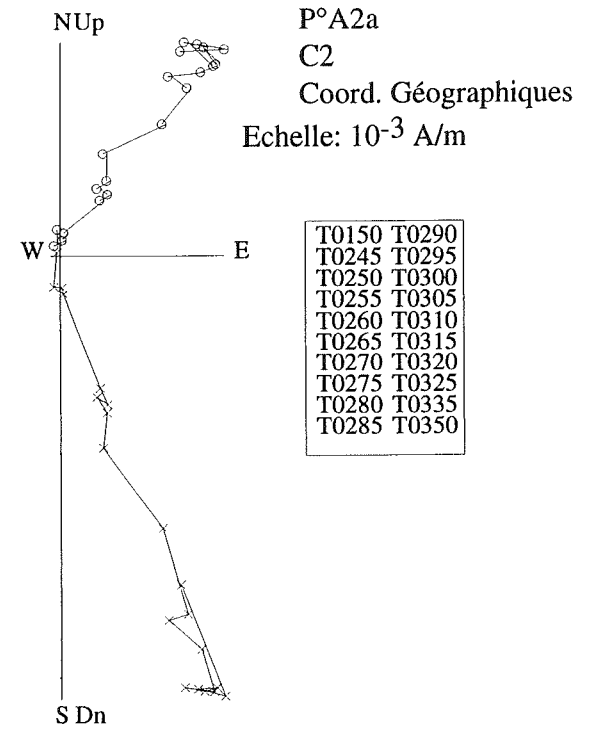 NUp
P°A2a
C2
Coord. Géographiques
Echelle: 10-3 A/m
W E
T0150 T0290
T0245 T0295
T0250 T0300
T0255 T0305
T0260 T0310
T0265 T0315
T0270 T0320
T0275 T0325
T0280 T0335
T0285 T0350
S Dn